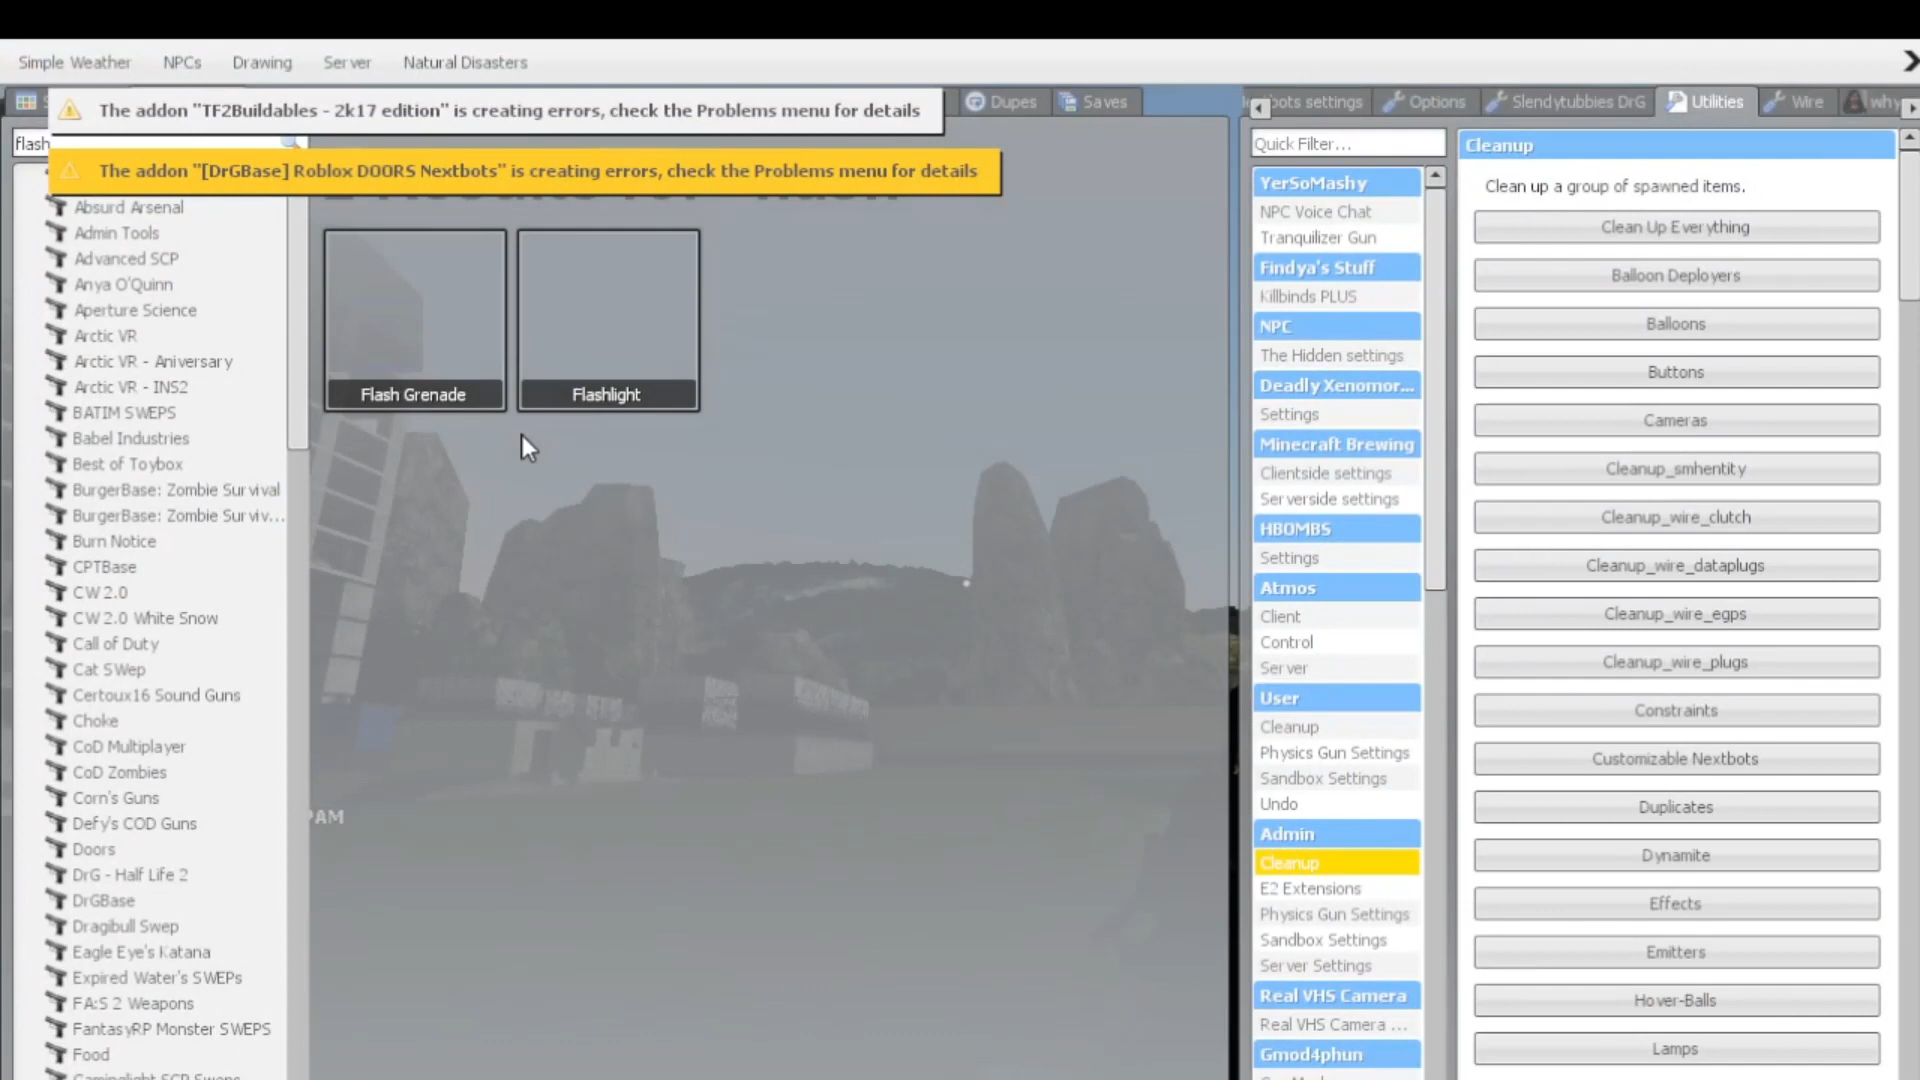 Simple Weather NPCs Drawing Server Natural Disasters
The addon "TF2Buildables - 2k17 edition" is creating errors, check the Problems menu for details
The addon "[DrGBase] Roblox DOORS Nextbots" is creating errors, check the Problems menu for details
Dupes Saves
bots settings Options Slendytubbies DrG Utilities Wire why
flash
Absurd Arsenal
Admin Tools
Advanced SCP
Anya O'Quinn
Aperture Science
Arctic VR
Arctic VR - Aniversary
Arctic VR - INS2
BATIM SWEPS
Babel Industries
Best of Toybox
BurgerBase: Zombie Survival
BurgerBase: Zombie Surviv...
Burn Notice
CPTBase
CW 2.0
CW 2.0 White Snow
Call of Duty
Cat SWep
Certoux16 Sound Guns
Choke
CoD Multiplayer
CoD Zombies
Corn's Guns
Defy's COD Guns
Doors
DrG - Half Life 2
DrGBase
Dragibull Swep
Eagle Eye's Katana
Expired Water's SWEPs
FA:S 2 Weapons
FantasyRP Monster SWEPS
Food
Flash Grenade
Flashlight
PAM
Quick Filter...
YerSoMashy
NPC Voice Chat
Tranquilizer Gun
Findya's Stuff
Killbinds PLUS
NPC
The Hidden settings
Deadly Xenomor...
Settings
Minecraft Brewing
Clientside settings
Serverside settings
HBOMBS
Settings
Atmos
Client
Control
Server
User
Cleanup
Physics Gun Settings
Sandbox Settings
Undo
Admin
Cleanup
E2 Extensions
Physics Gun Settings
Sandbox Settings
Server Settings
Real VHS Camera
Real VHS Camera ...
Gmod4phun
Cleanup
Clean up a group of spawned items.
Clean Up Everything
Balloon Deployers
Balloons
Buttons
Cameras
Cleanup_smhentity
Cleanup_wire_clutch
Cleanup_wire_dataplugs
Cleanup_wire_egps
Cleanup_wire_plugs
Constraints
Customizable Nextbots
Duplicates
Dynamite
Effects
Emitters
Hover-Balls
Lamps